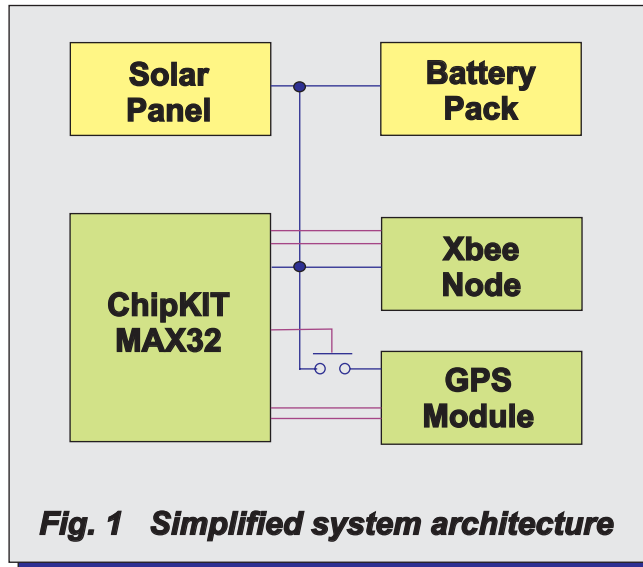 Solar
Panel
Battery
Pack
ChipKIT
MAX32
Xbee
Node
GPS
Module
Fig. 1 Simplified system architecture